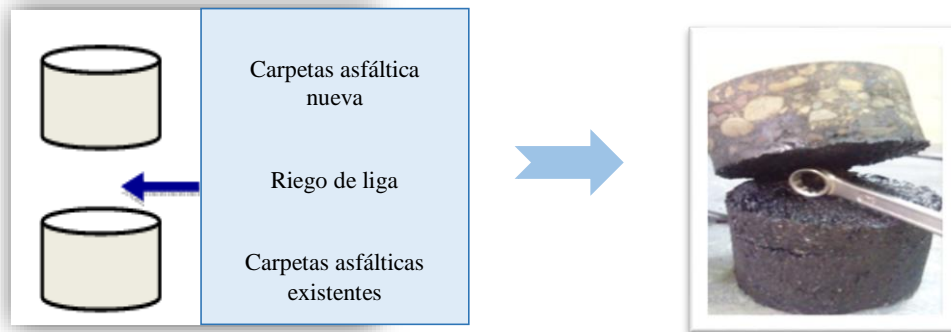 Carpetas asfáltica
nueva
Riego de liga
Carpetas asfálticas
existentes